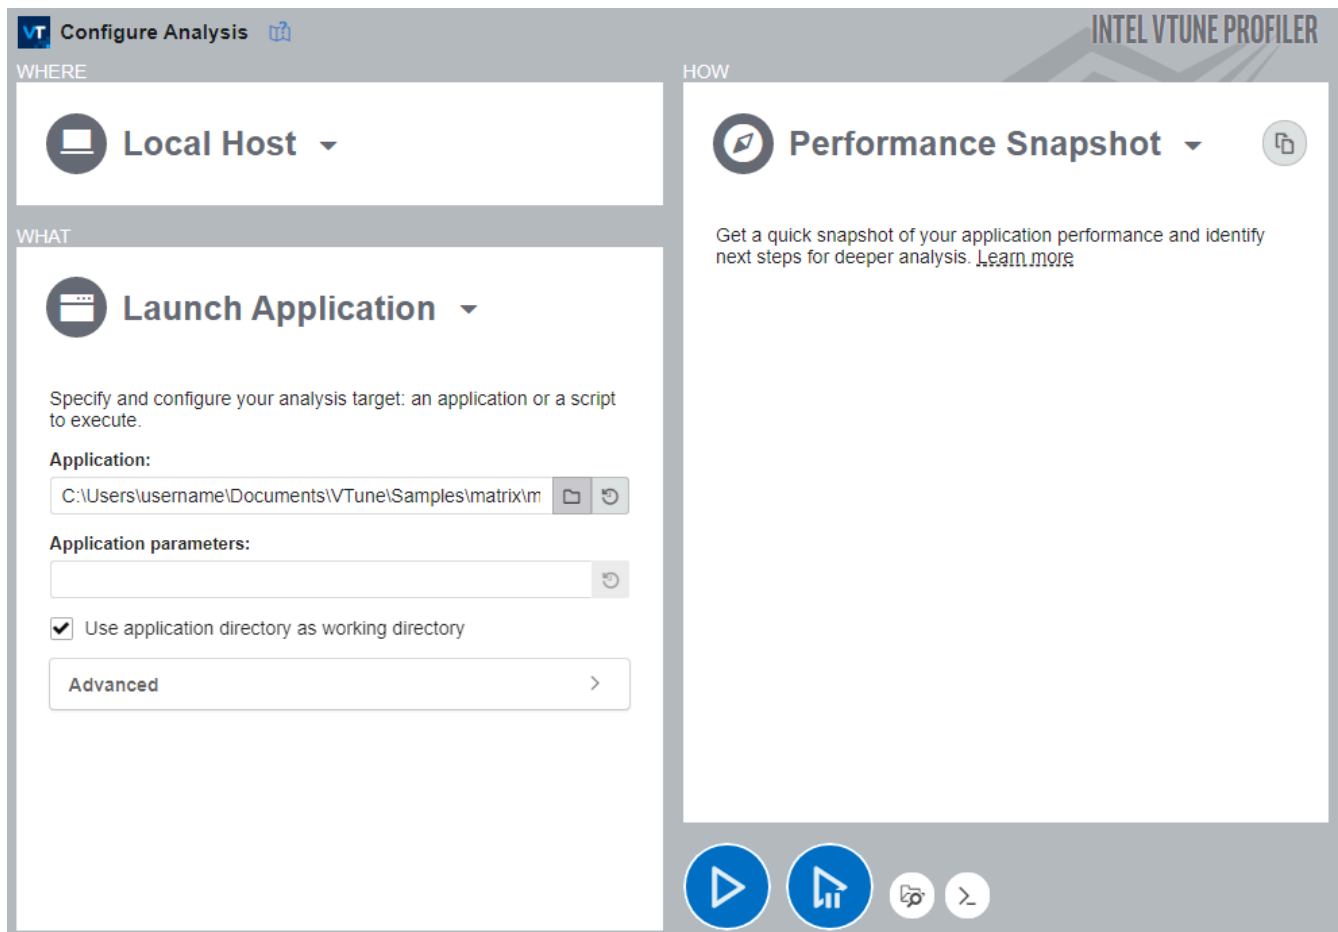 VT Configure Analysis
INTEL VTUNE PROFILER
WHERE
Local Host
WHAT
Launch Application
Specify and configure your analysis target: an application or a script
to execute.
Application:
C:\Users\username\Documents\VTune\Samples\matrix\m
Application parameters:
Use application directory as working directory
Advanced
HOW
Performance Snapshot
Get a quick snapshot of your application performance and identify
next steps for deeper analysis. Learn more